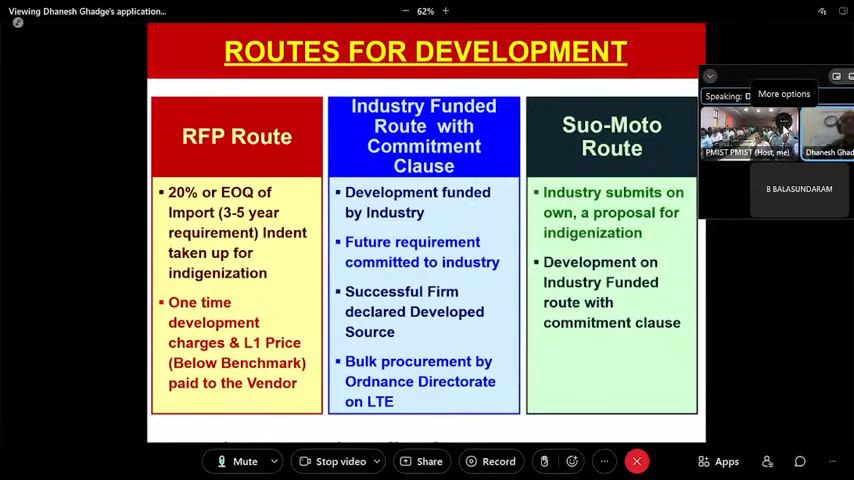 Viewing Dhanesh Ghadge's application...
62%
ROUTES FOR DEVELOPMENT
RFP Route
20% or EOQ of
Import (3-5 year
requirement) Indent
taken up for
indigenization
One time
development
charges & L1 Price
(Below Benchmark)
paid to the Vendor
Industry Funded
Route with
Commitment
Clause
Development funded
by Industry
Future requirement
committed to industry
Successful Firm
declared Developed
Source
Bulk procurement by
Ordnance Directorate
on LTE
Suo-Moto
Route
Industry submits on
own, a proposal for
indigenization
Development on
Industry Funded
route with
commitment clause
Speaking: D
More options
PMIST PMIST (Host, me)
Dhanesh Ghad
B BALASUNDARAM
Mute
Stop video
Share
Record
Apps